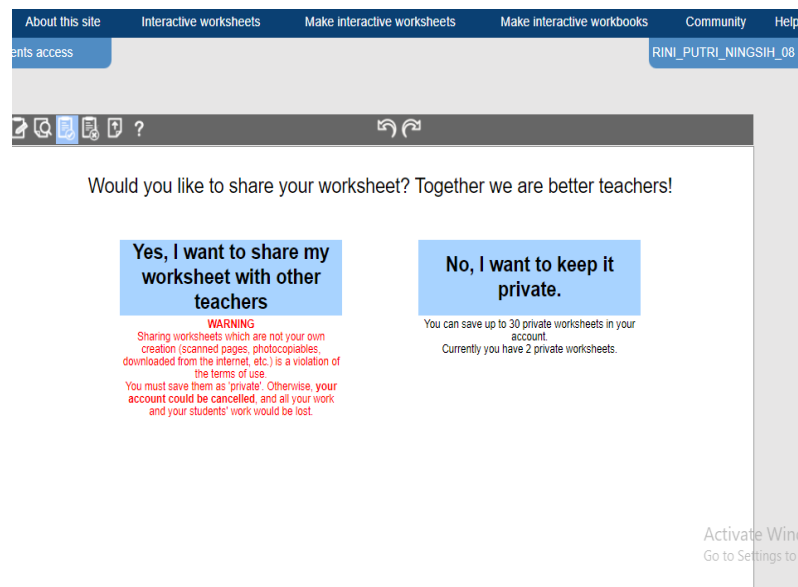 About this site Interactive worksheets Make interactive worksheets Make interactive workbooks Community Help
ents access RINI_PUTRI_NINGSIH_08
?
Would you like to share your worksheet? Together we are better teachers!
Yes, I want to share my
worksheet with other
teachers
WARNING
Sharing worksheets which are not your own
creation (scanned pages, photocopiables,
downloaded from the internet, etc.) is a violation of
the terms of use.
You must save them as 'private'. Otherwise, your
account could be cancelled, and all your work
and your students' work would be lost.
No, I want to keep it
private.
You can save up to 30 private worksheets in your
account.
Currently you have 2 private worksheets.
Activate Wind
Go to Settings to